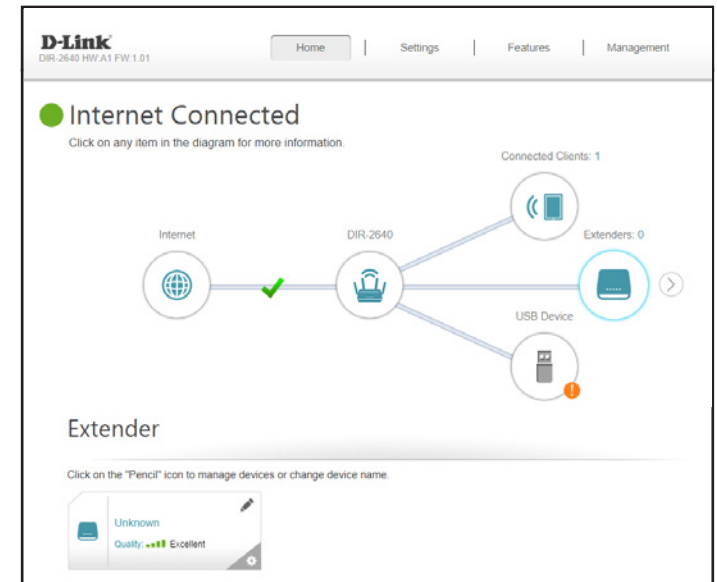 D-Link
DIR-2640 HW:A1 FW:1.01
Home | Settings | Features | Management
Internet Connected
Click on any item in the diagram for more information.
Connected Clients: 1
Internet
DIR-2640
Extenders: 0
USB Device
Extender
Click on the "Pencil" icon to manage devices or change device name.
Unknown
Quality: Excellent